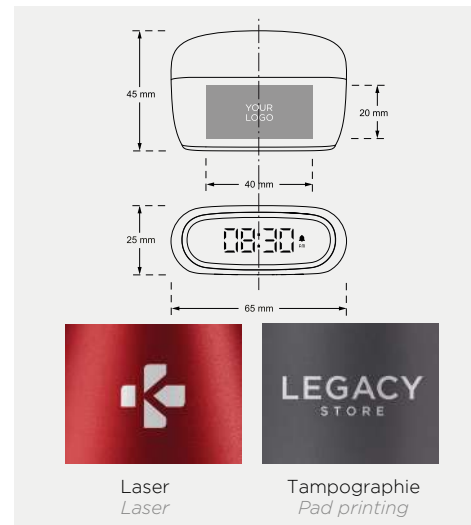 45 mm
YOUR
LOGO
20 mm
40 mm
25 mm
08:30
65 mm
LEGACY
STORE
Laser
Laser
Tampographie
Pad printing